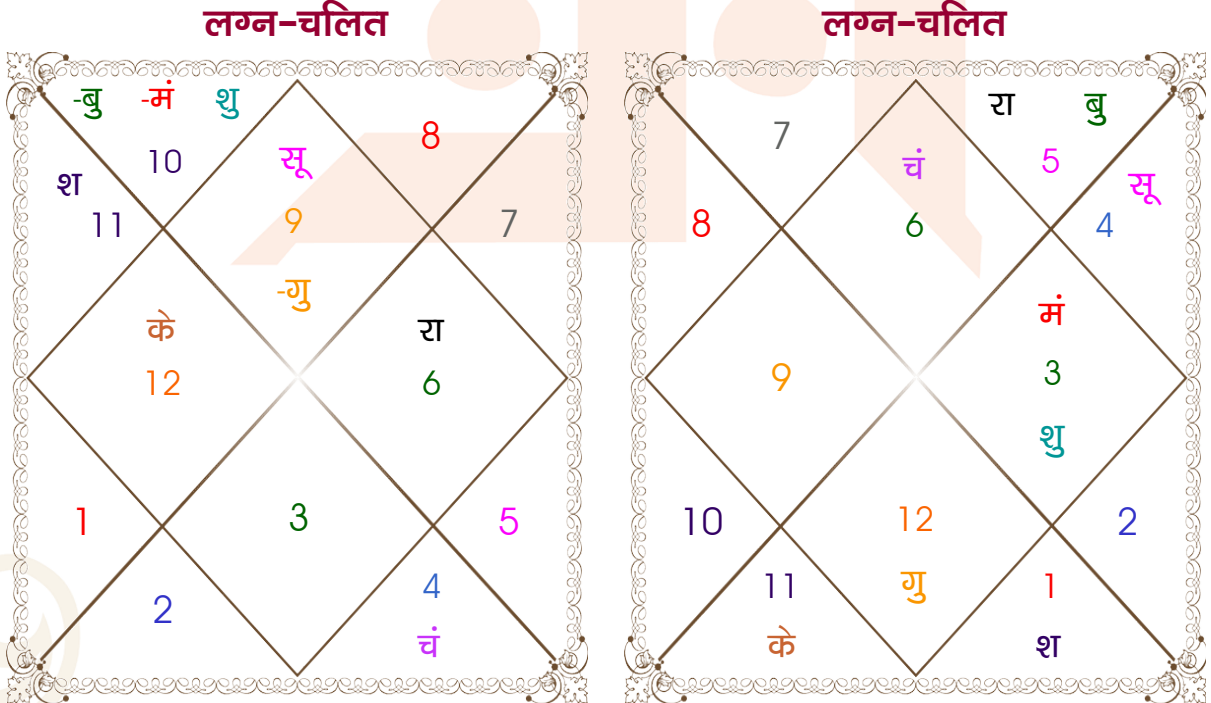 लग्न-चलित
-बु -मं शु
8
सू
10
श
11
9
7
-गु
के
रा
12
6
1
3
5
4
2
चं
लग्न-चलित
रा बु
7
चं
5
सू
8
6
4
मं
9
3
शु
10
12
2
11
गु
1
के
श